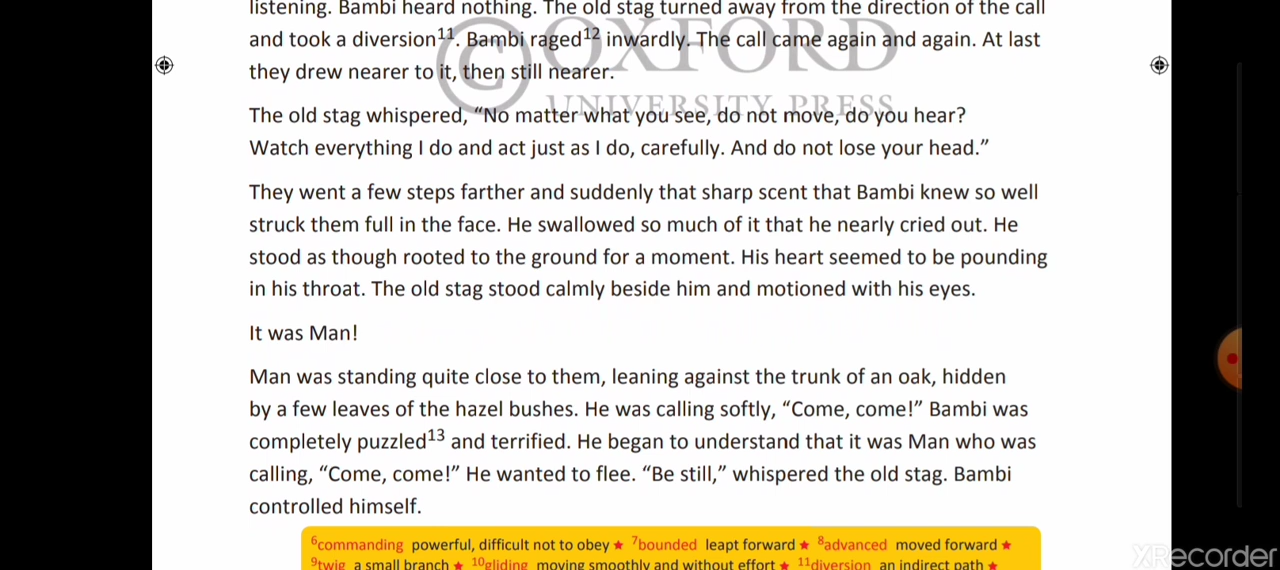 listening. Bambi heard nothing. The old stag turned away from the direction of the call
and took a diversion¹¹. Bambi raged¹² inwardly. The call came again and again. At last
they drew nearer to it, then still nearer.
© OXFORD
UNIVERSITY PRESS
The old stag whispered, “No matter what you see, do not move, do you hear?
Watch everything I do and act just as I do, carefully. And do not lose your head.”
They went a few steps farther and suddenly that sharp scent that Bambi knew so well
struck them full in the face. He swallowed so much of it that he nearly cried out. He
stood as though rooted to the ground for a moment. His heart seemed to be pounding
in his throat. The old stag stood calmly beside him and motioned with his eyes.
It was Man!
Man was standing quite close to them, leaning against the trunk of an oak, hidden
by a few leaves of the hazel bushes. He was calling softly, “Come, come!” Bambi was
completely puzzled¹³ and terrified. He began to understand that it was Man who was
calling, “Come, come!” He wanted to flee. “Be still,” whispered the old stag. Bambi
controlled himself.
⁶commanding powerful, difficult not to obey ★ ⁷bounded leapt forward ★ ⁸advanced moved forward ★
⁹twig a small branch ★ ¹⁰gliding moving smoothly and without effort ★ ¹¹diversion an indirect path ★
XRecorder